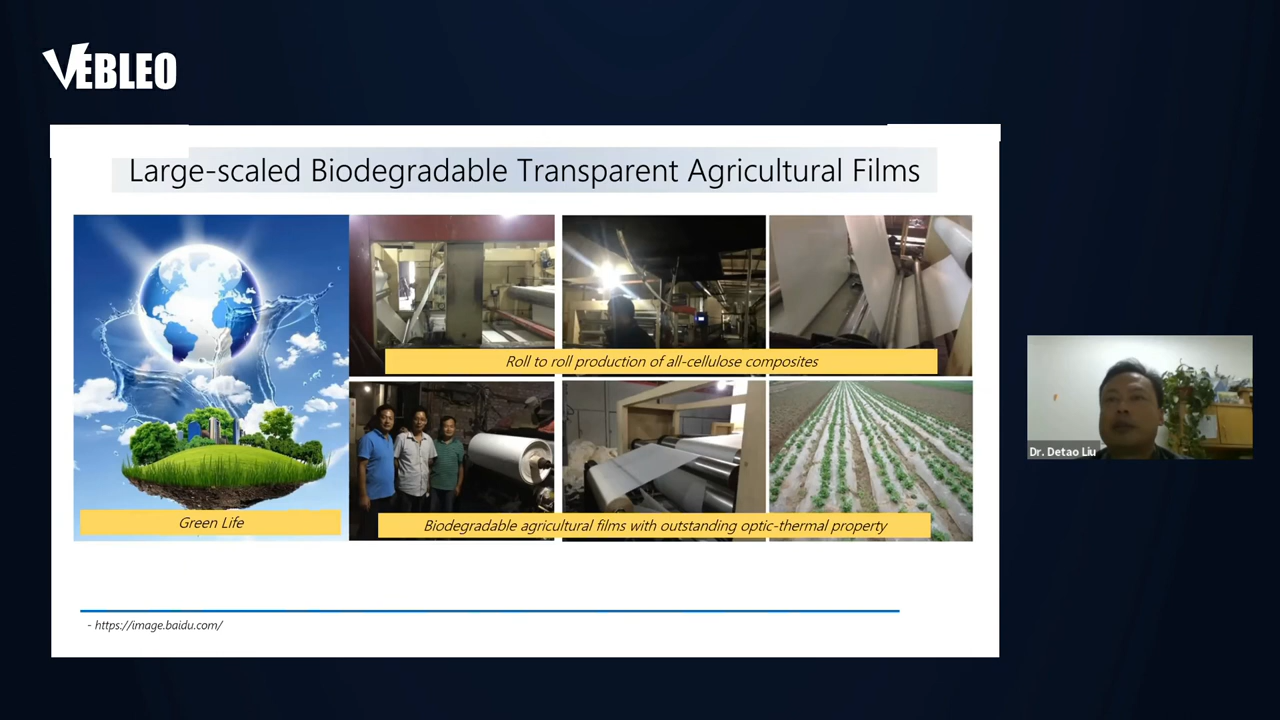 VEBLEO
Large-scaled Biodegradable Transparent Agricultural Films
Roll to roll production of all-cellulose composites
Green Life
Biodegradable agricultural films with outstanding optic-thermal property
- https://image.baidu.com/
Dr. Detao Liu